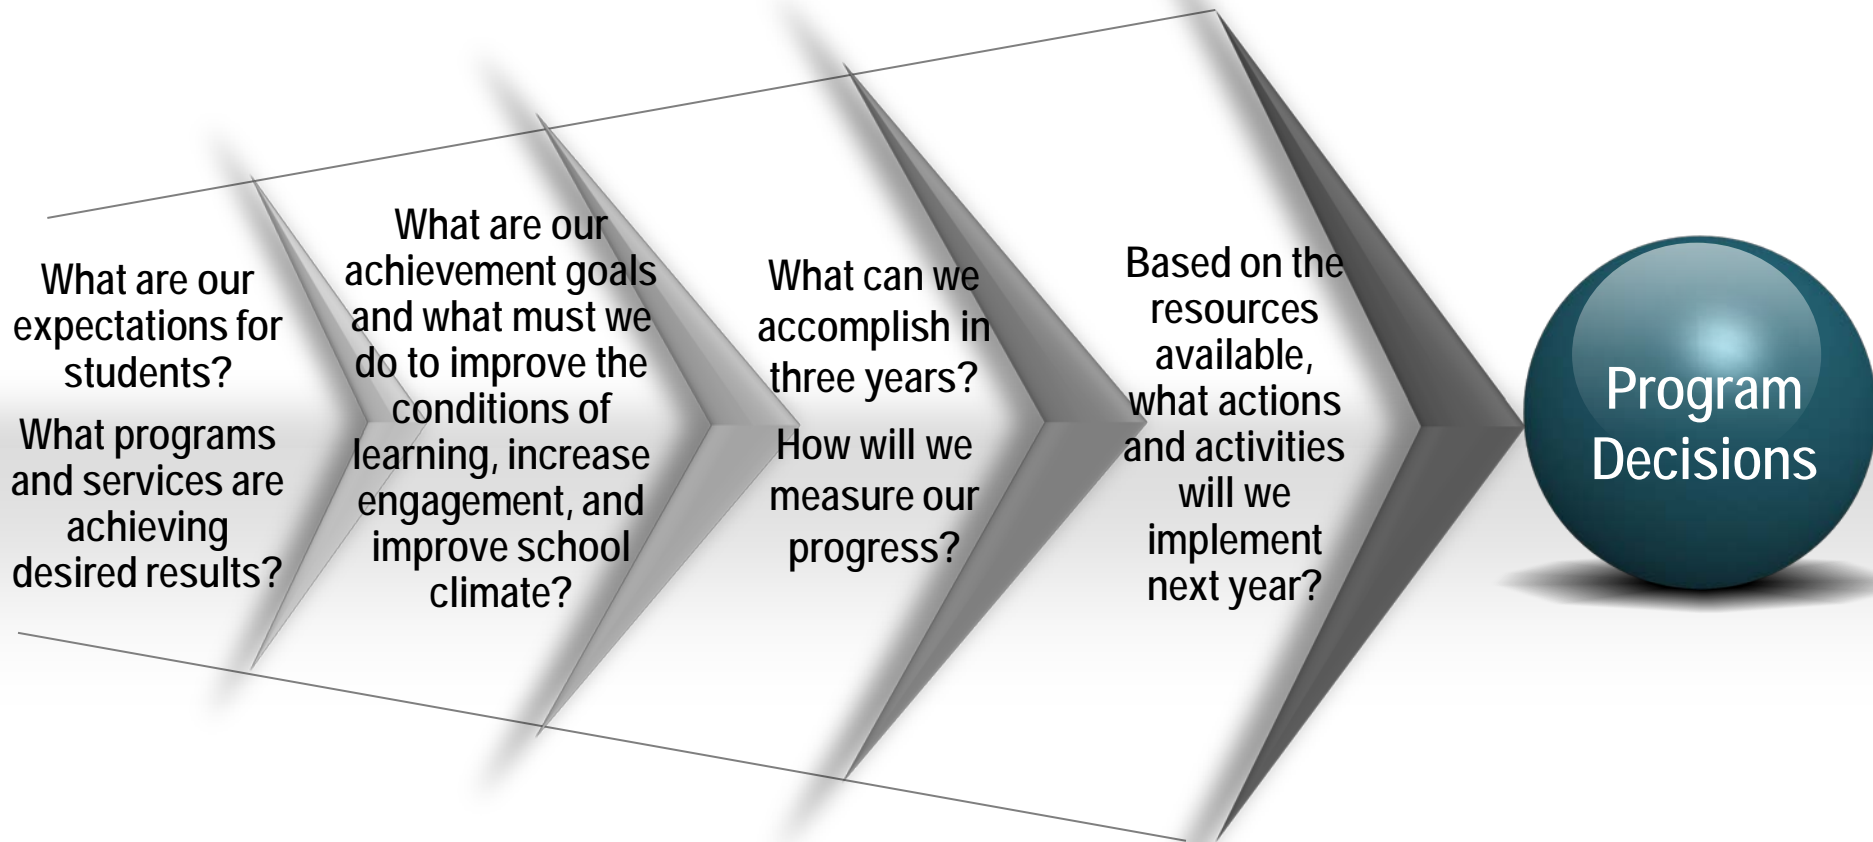 What are our
expectations for
students?
What programs
and services are
achieving
desired results?
What are our
achievement goals
and what must we
do to improve the
conditions of
learning, increase
engagement, and
improve school
climate?
What can we
accomplish in
three years?
How will we
measure our
progress?
Based on the
resources
available,
what actions
and activities
will we
implement
next year?
Program
Decisions